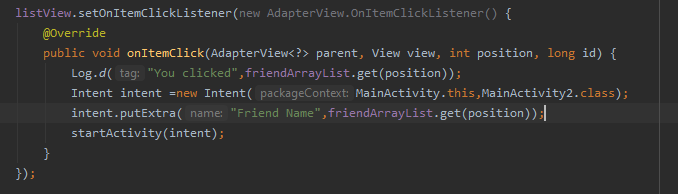 listView.setOnItemClickListener(new AdapterView.OnItemClickListener() {
@Override
public void onItemClick(AdapterView<?> parent, View view, int position, long id) {
Log.d( tag: "You clicked",friendArrayList.get(position));
Intent intent =new Intent( packageContext: MainActivity.this,MainActivity2.class);
intent.putExtra( name: "Friend Name",friendArrayList.get(position));
startActivity(intent);
}
});